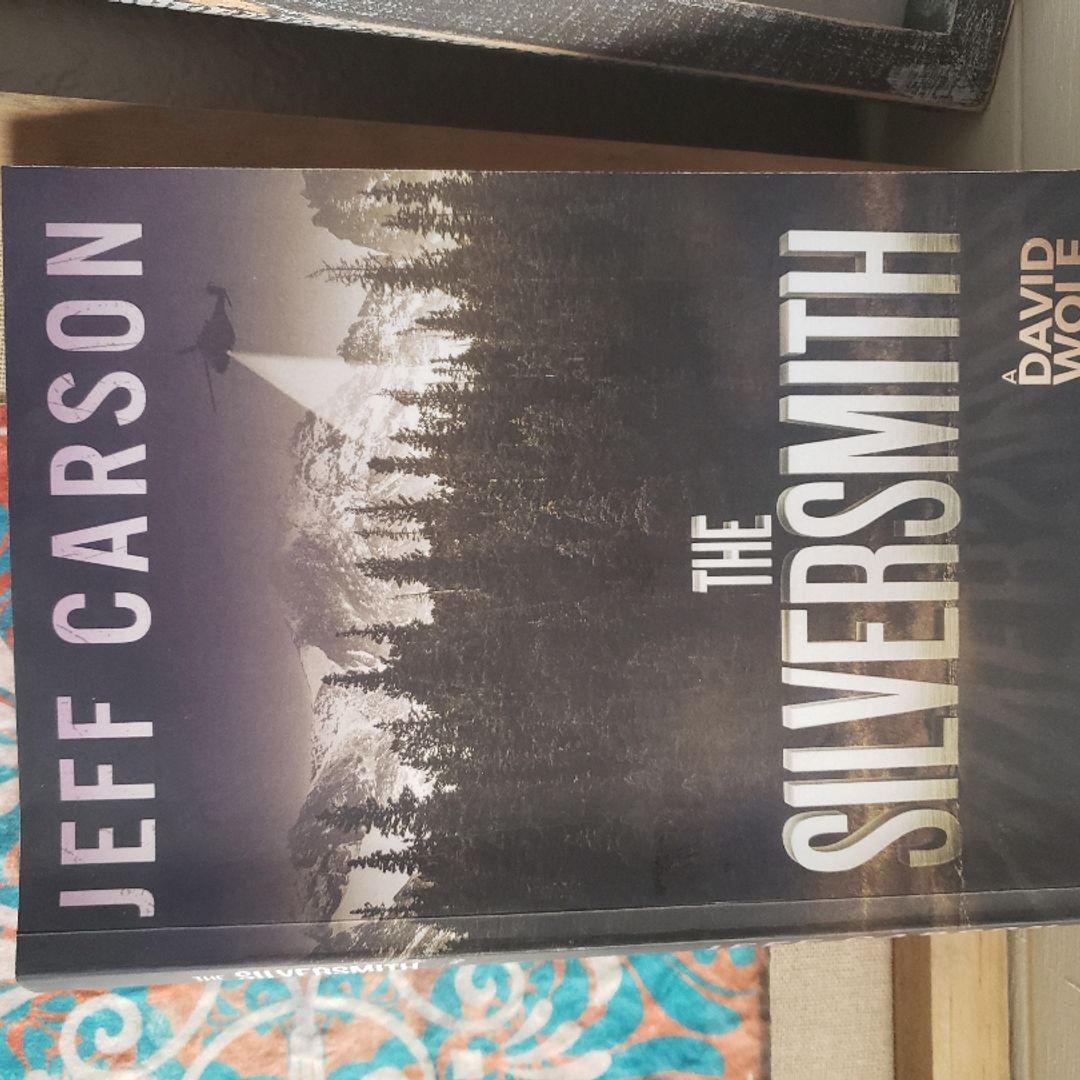 JEFF CARSON
THE
SILVERSMITH
A
DAVID
WOLF
THE SILVERSMITH